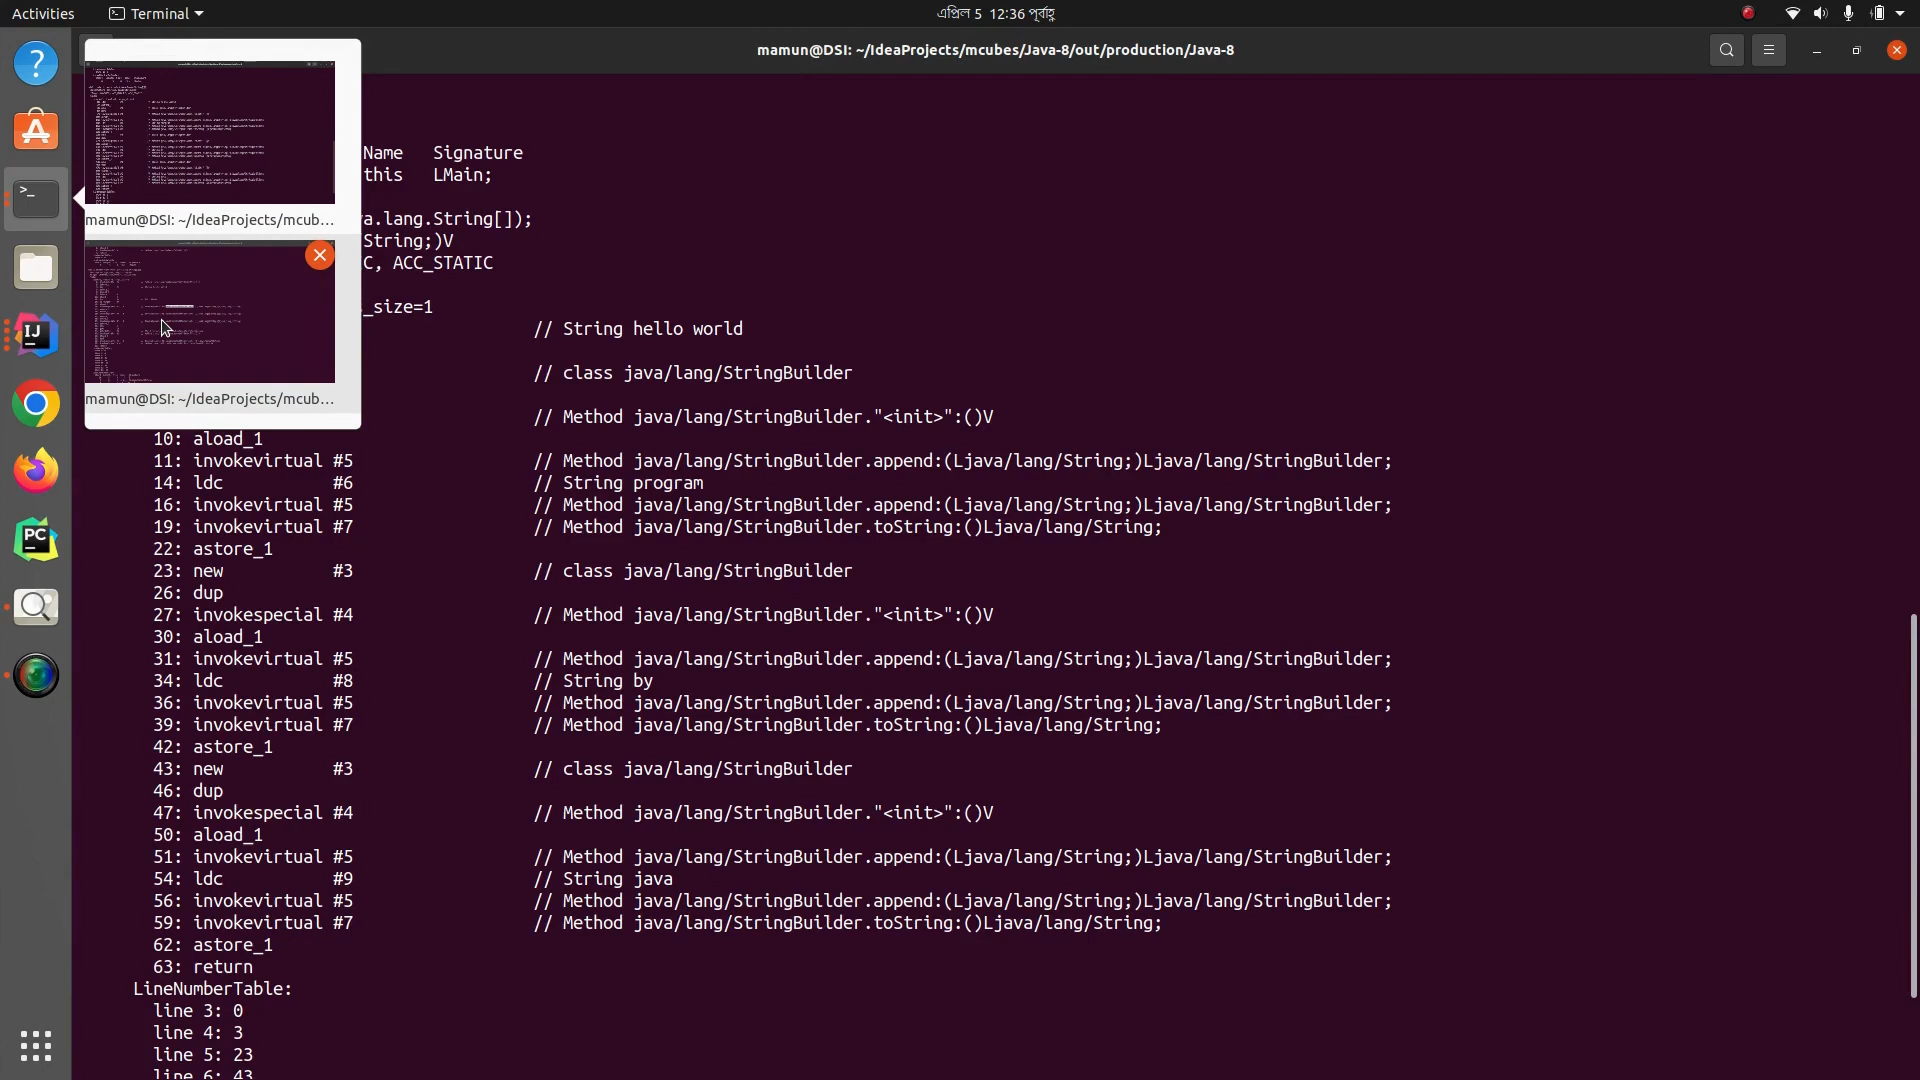 Activities
Terminal
এপ্রিল 5 12:36 পূর্বাহ্ণ
mamun@DSI: ~/IdeaProjects/mcubes/Java-8/out/production/Java-8
mamun@DSI: ~/IdeaProjects/mcub...
mamun@DSI: ~/IdeaProjects/mcub...
Name Signature
this LMain;
a.lang.String[]);
String;)V
C, ACC_STATIC
_size=1
// String hello world
// class java/lang/StringBuilder
// Method java/lang/StringBuilder."<init>":()V
10: aload_1
11: invokevirtual #5 // Method java/lang/StringBuilder.append:(Ljava/lang/String;)Ljava/lang/StringBuilder;
14: ldc #6 // String program
16: invokevirtual #5 // Method java/lang/StringBuilder.append:(Ljava/lang/String;)Ljava/lang/StringBuilder;
19: invokevirtual #7 // Method java/lang/StringBuilder.toString:()Ljava/lang/String;
22: astore_1
23: new #3 // class java/lang/StringBuilder
26: dup
27: invokespecial #4 // Method java/lang/StringBuilder."<init>":()V
30: aload_1
31: invokevirtual #5 // Method java/lang/StringBuilder.append:(Ljava/lang/String;)Ljava/lang/StringBuilder;
34: ldc #8 // String by
36: invokevirtual #5 // Method java/lang/StringBuilder.append:(Ljava/lang/String;)Ljava/lang/StringBuilder;
39: invokevirtual #7 // Method java/lang/StringBuilder.toString:()Ljava/lang/String;
42: astore_1
43: new #3 // class java/lang/StringBuilder
46: dup
47: invokespecial #4 // Method java/lang/StringBuilder."<init>":()V
50: aload_1
51: invokevirtual #5 // Method java/lang/StringBuilder.append:(Ljava/lang/String;)Ljava/lang/StringBuilder;
54: ldc #9 // String java
56: invokevirtual #5 // Method java/lang/StringBuilder.append:(Ljava/lang/String;)Ljava/lang/StringBuilder;
59: invokevirtual #7 // Method java/lang/StringBuilder.toString:()Ljava/lang/String;
62: astore_1
63: return
LineNumberTable:
line 3: 0
line 4: 3
line 5: 23
line 6: 43
IJ
PC